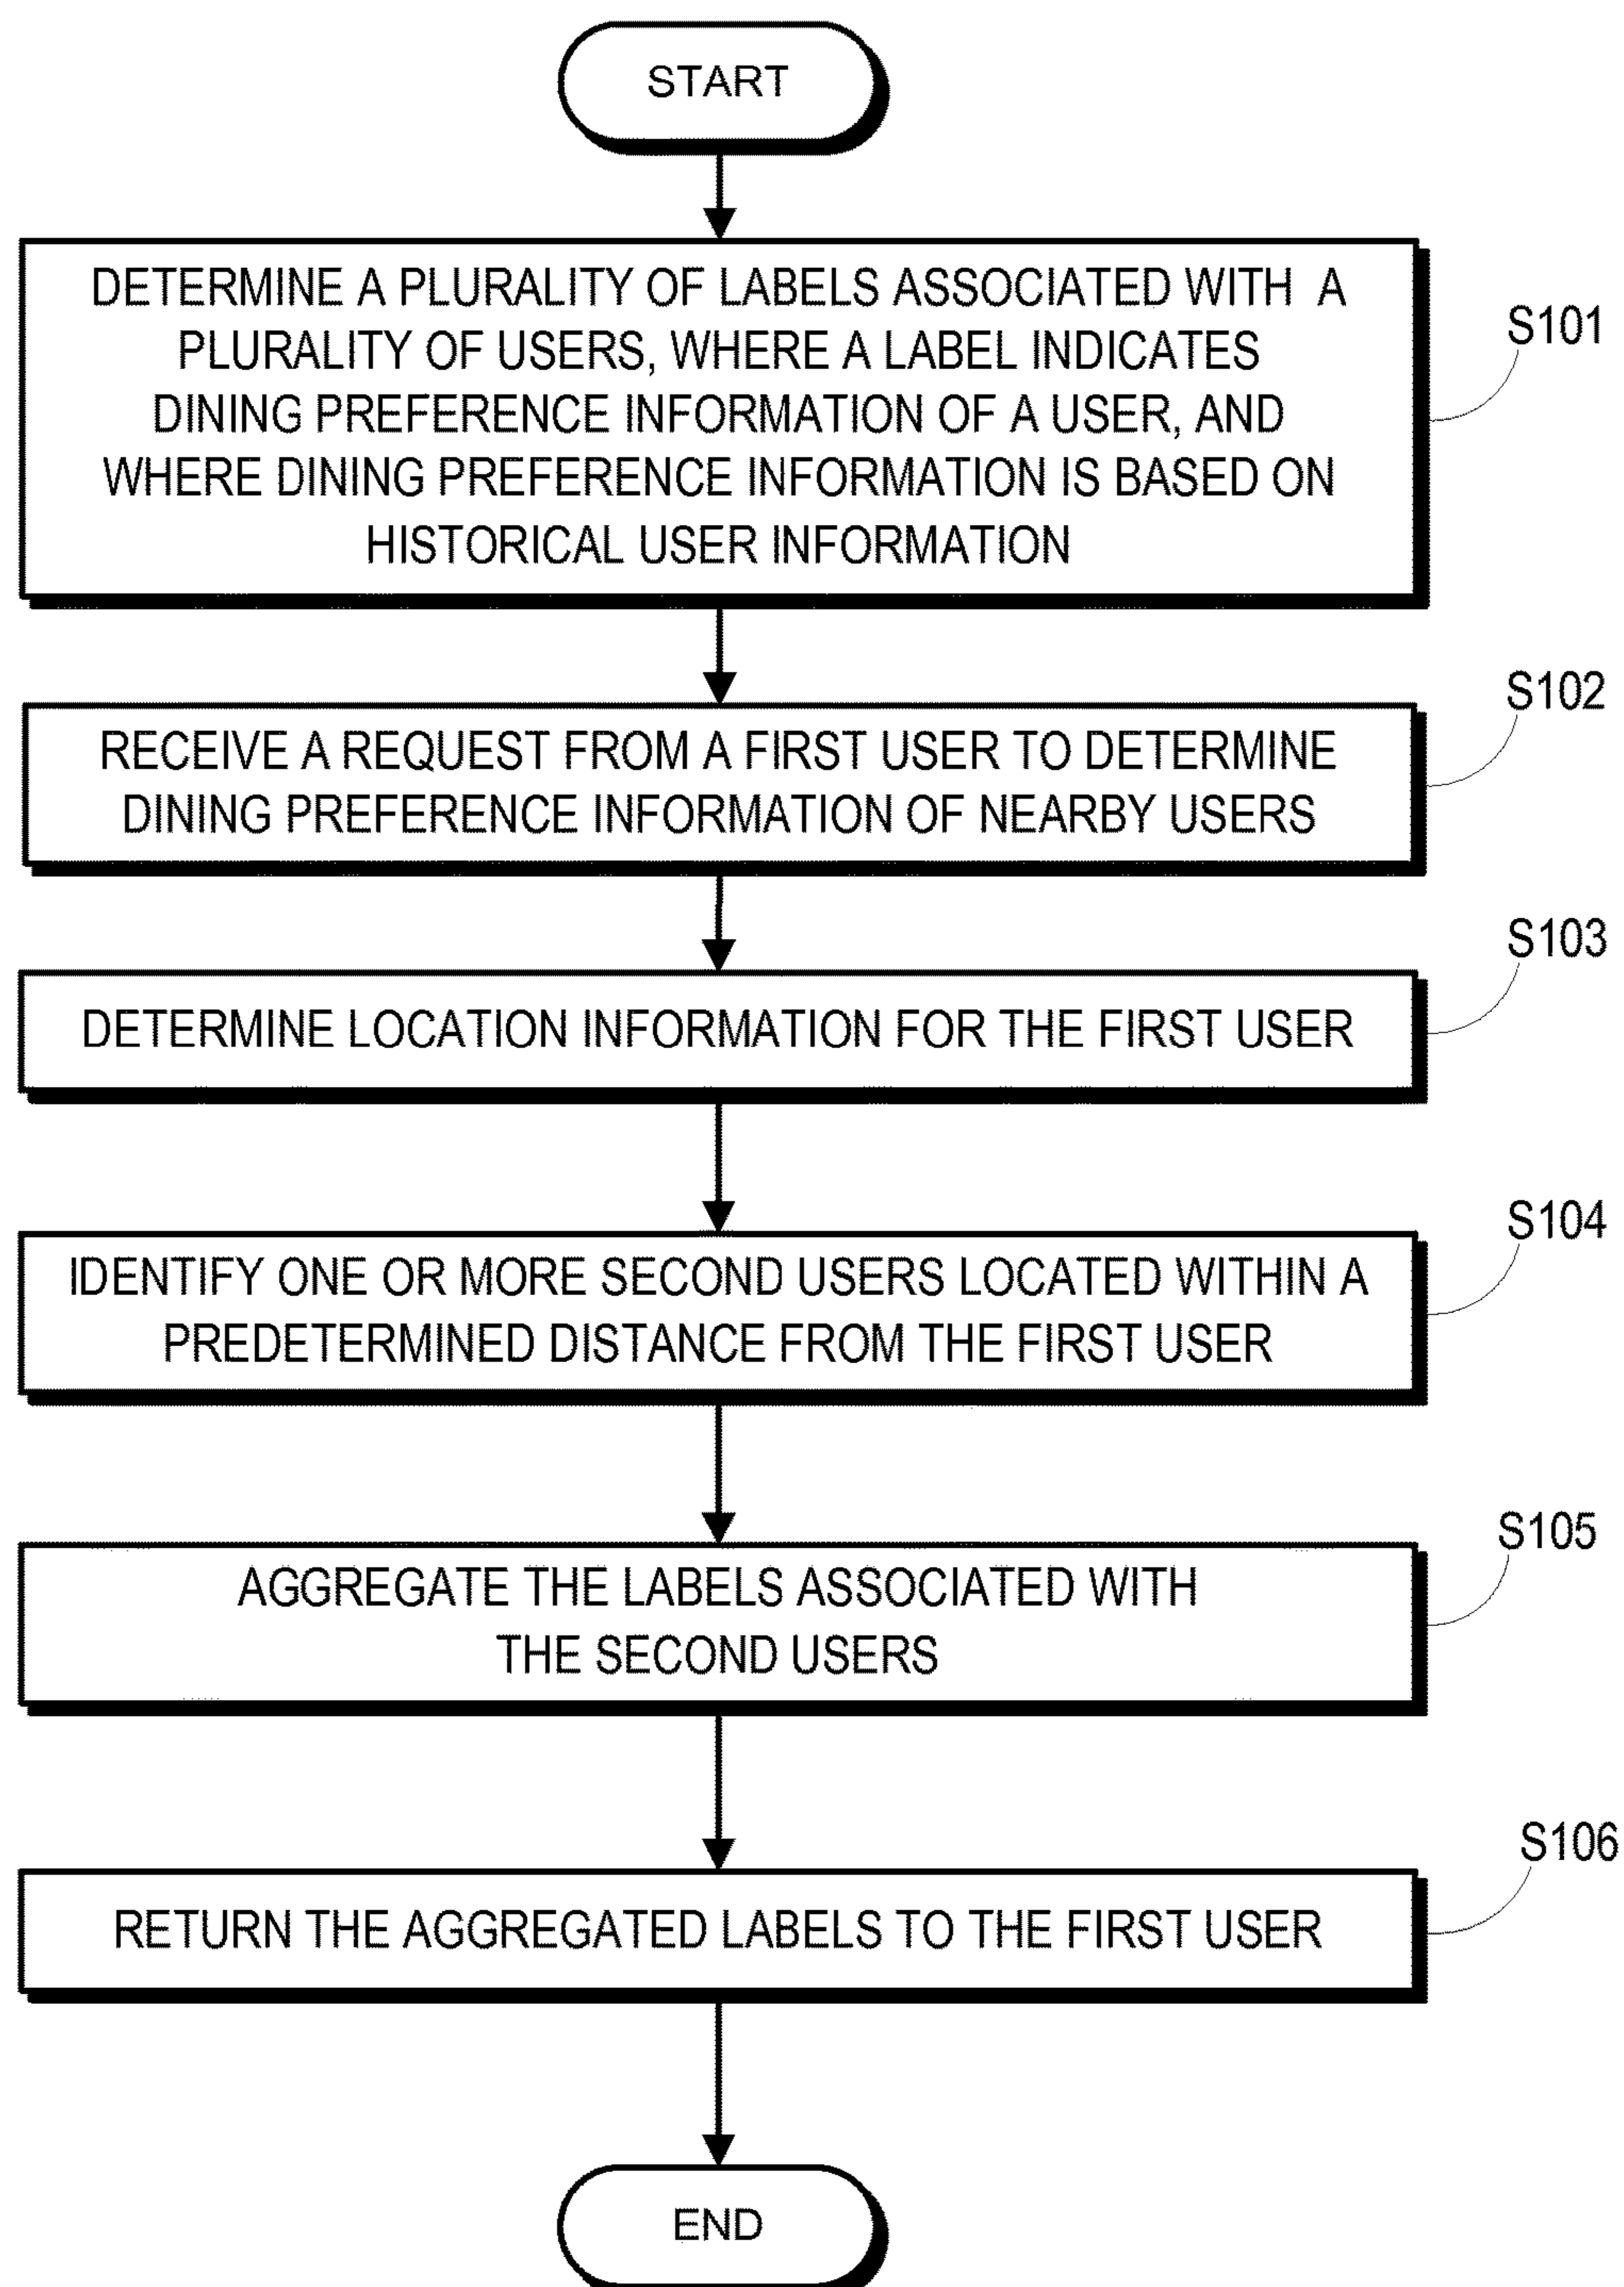 START
DETERMINE A PLURALITY OF LABELS ASSOCIATED WITH A
PLURALITY OF USERS, WHERE A LABEL INDICATES
DINING PREFERENCE INFORMATION OF A USER, AND
WHERE DINING PREFERENCE INFORMATION IS BASED ON
HISTORICAL USER INFORMATION
S101
RECEIVE A REQUEST FROM A FIRST USER TO DETERMINE
DINING PREFERENCE INFORMATION OF NEARBY USERS
S102
DETERMINE LOCATION INFORMATION FOR THE FIRST USER
S103
IDENTIFY ONE OR MORE SECOND USERS LOCATED WITHIN A
PREDETERMINED DISTANCE FROM THE FIRST USER
S104
AGGREGATE THE LABELS ASSOCIATED WITH
THE SECOND USERS
S105
RETURN THE AGGREGATED LABELS TO THE FIRST USER
S106
END